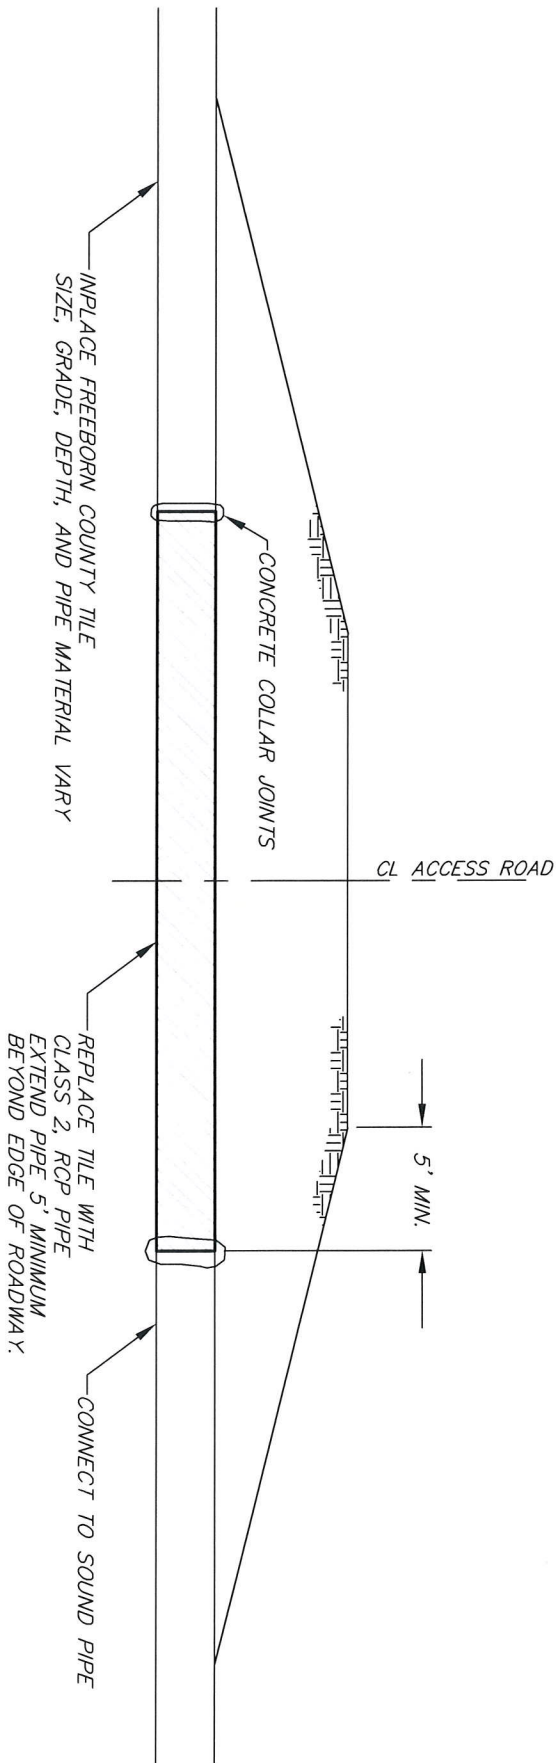 CL ACCESS ROAD
5' MIN.
CONCRETE COLLAR JOINTS
INPLACE FREEBORN COUNTY TILE
SIZE, GRADE, DEPTH, AND PIPE MATERIAL VARY
REPLACE TILE WITH
CLASS 2, RCP PIPE
EXTEND PIPE 5' MINIMUM
BEYOND EDGE OF ROADWAY.
CONNECT TO SOUND PIPE